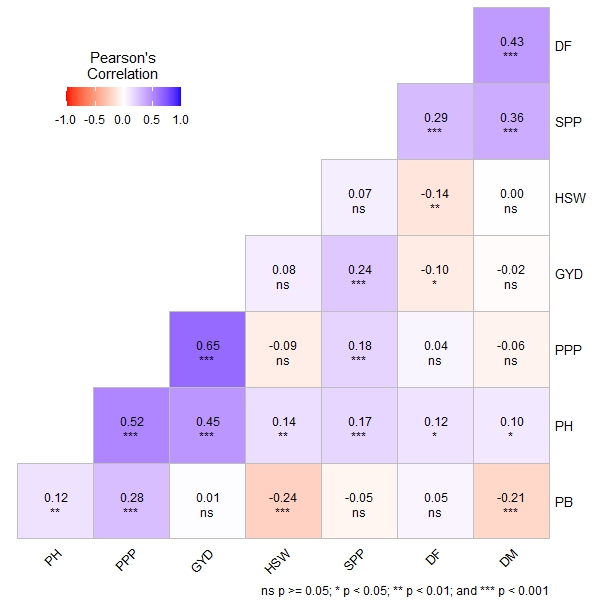 0.43 DF
***
Pearson's
Correlation
-1.0 -0.5 0.0 0.5 1.0
0.29 0.36 SPP
*** ***
0.07 -0.14 0.00 HSW
ns ** ns
0.08 0.24 -0.10 -0.02 GYD
ns *** * ns
0.65 -0.09 0.18 0.04 -0.06 PPP
*** ns *** ns ns
0.52 0.45 0.14 0.17 0.12 0.10 PH
*** *** ** *** * *
0.12 0.28 0.01 -0.24 -0.05 0.05 -0.21 PB
** *** ns *** ns ns ***
PH PPP GYD HSW SPP DF DM
ns p >= 0.05; * p < 0.05; ** p < 0.01; and *** p < 0.001